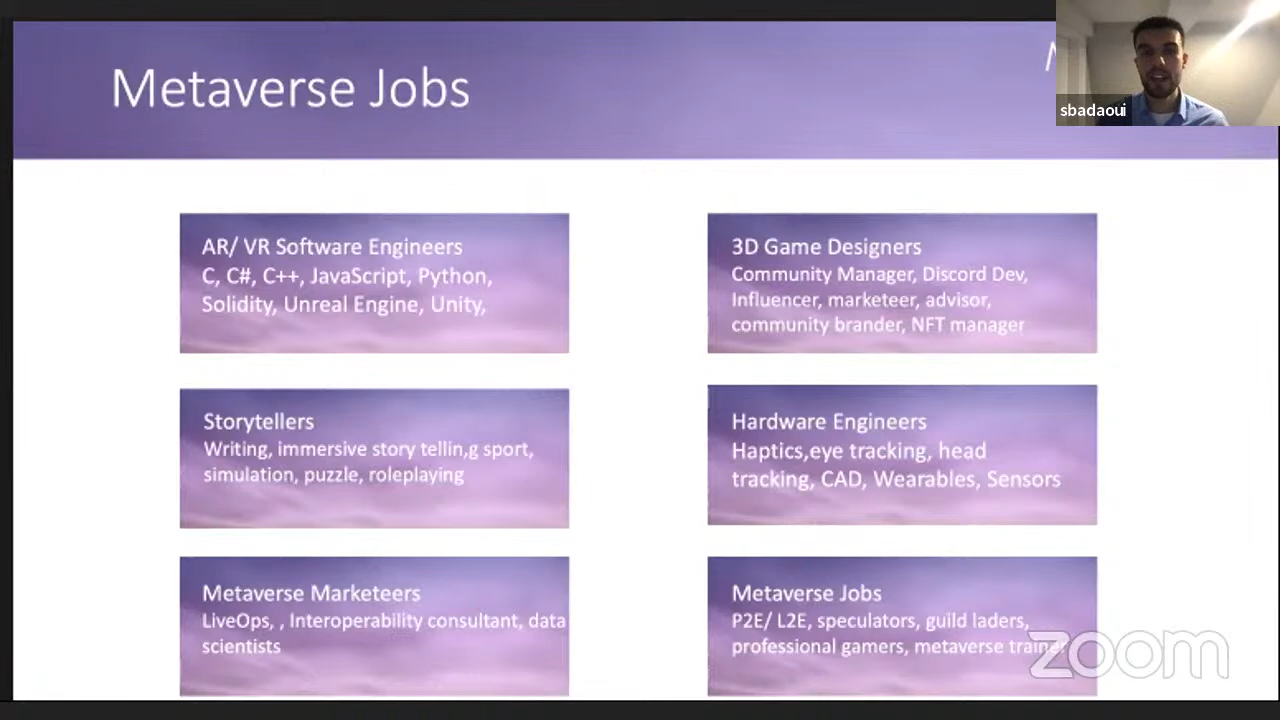 Metaverse Jobs
sbadaoui
AR/ VR Software Engineers
C, C#, C++, JavaScript, Python,
Solidity, Unreal Engine, Unity,
3D Game Designers
Community Manager, Discord Dev,
Influencer, marketeer, advisor,
community brander, NFT manager
Storytellers
Writing, immersive story tellin,g sport,
simulation, puzzle, roleplaying
Hardware Engineers
Haptics,eye tracking, head
tracking, CAD, Wearables, Sensors
Metaverse Marketeers
LiveOps, , Interoperability consultant, data
scientists
Metaverse Jobs
P2E/ L2E, speculators, guild laders,
professional gamers, metaverse trainer
zoom